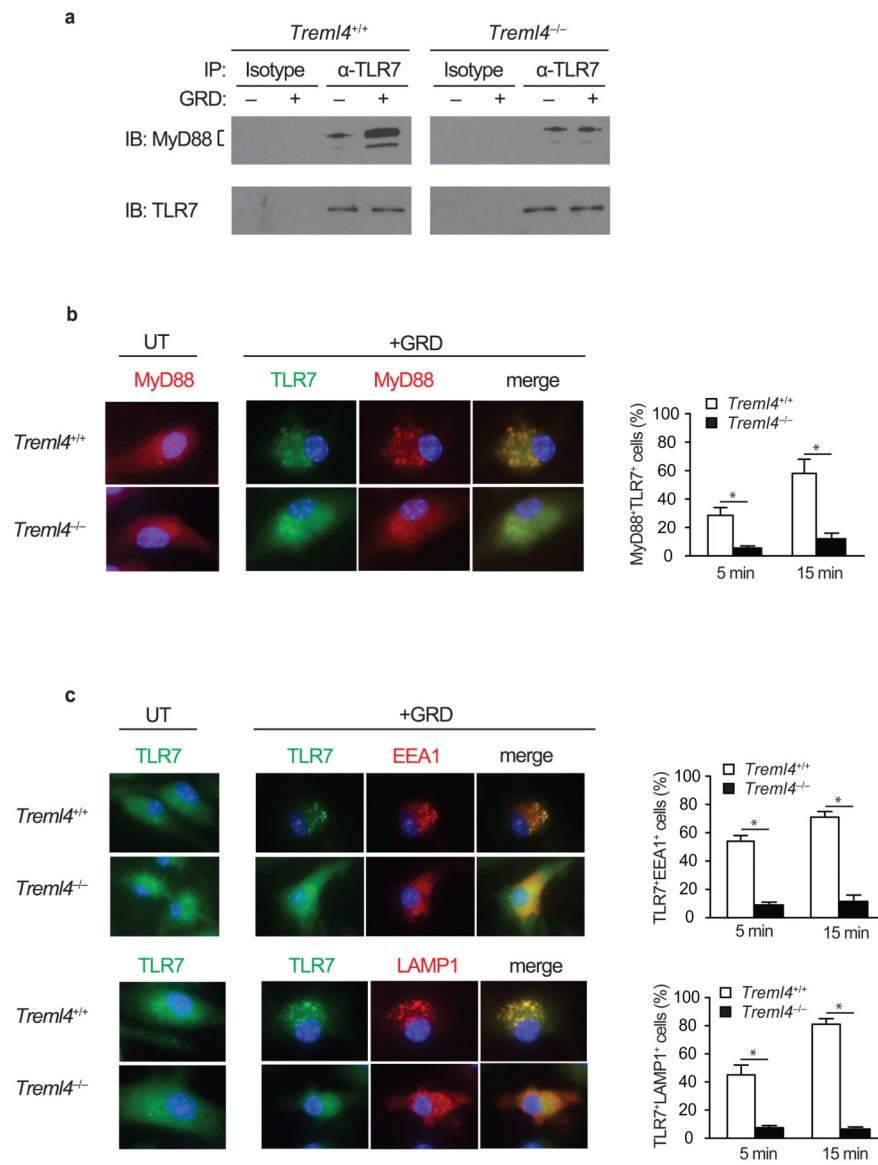 a
Treml4+/+ Treml4–/–
IP: Isotype α-TLR7 Isotype α-TLR7
GRD: – + – + – + – +
IB: MyD88
IB: TLR7
b
UT +GRD
MyD88 TLR7 MyD88 merge
Treml4+/+
Treml4–/–
MyD88+TLR7+ cells (%)
Treml4+/+
Treml4–/–
100
80
60
40
20
0
* *
5 min 15 min
c
UT +GRD
TLR7 TLR7 EEA1 merge
Treml4+/+
Treml4–/–
TLR7+EEA1+ cells (%)
Treml4+/+
Treml4–/–
100
80
60
40
20
0
* *
5 min 15 min
TLR7 TLR7 LAMP1 merge
Treml4+/+
Treml4–/–
TLR7+LAMP1+ cells (%)
Treml4+/+
Treml4–/–
100
80
60
40
20
0
* *
5 min 15 min